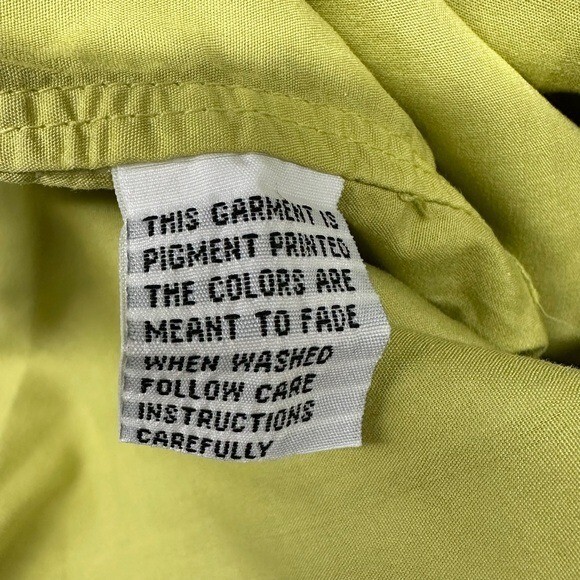 THIS GARMENT IS
PIGMENT PRINTED
THE COLORS ARE
MEANT TO FADE
WHEN WASHED
FOLLOW CARE
INSTRUCTIONS
CAREFULLY